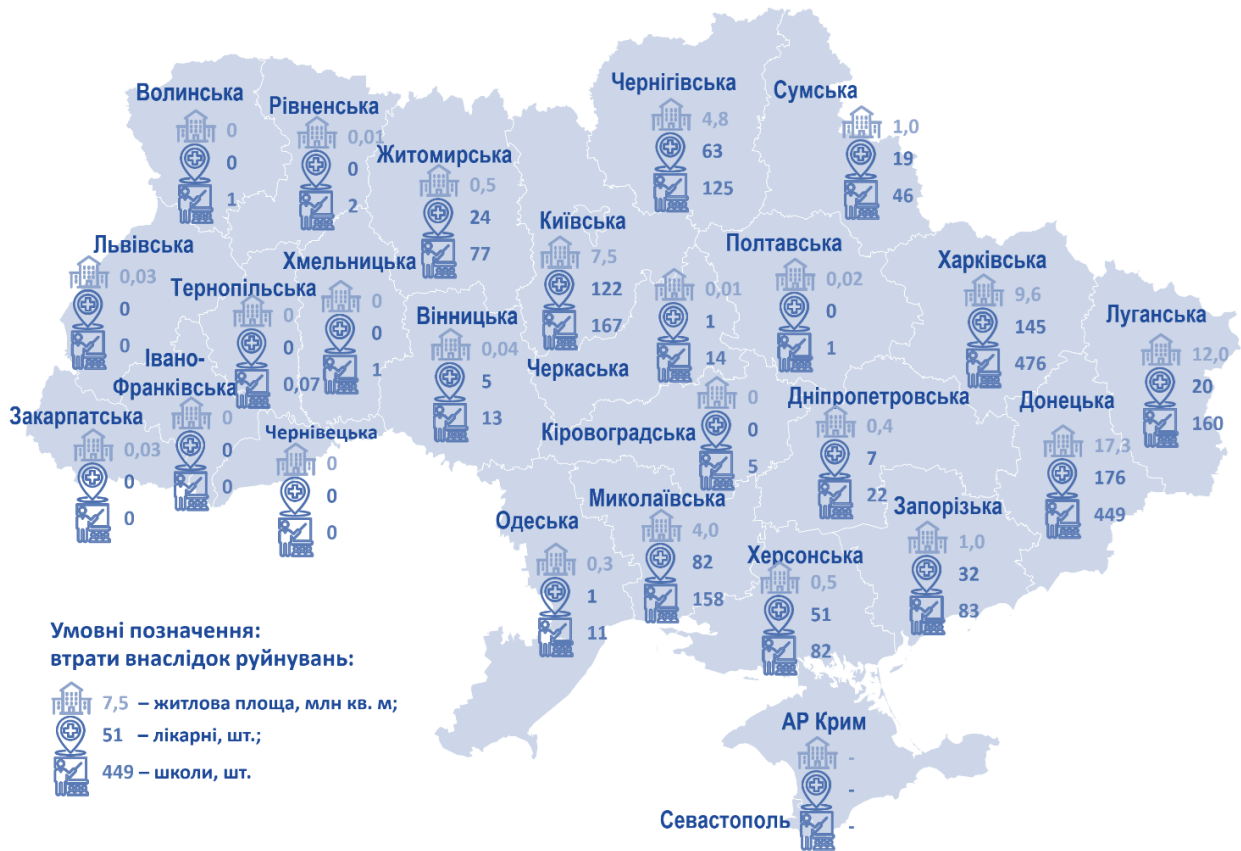 Волинська
0
0
1
Рівненська
0,01
0
2
Житомирська
0,5
24
77
Чернігівська
4,8
63
125
Сумська
1,0
19
46
Львівська
0,03
0
0
Тернопільська
0
0
0,07
Хмельницька
0
0
1
Вінницька
0,04
5
13
Київська
7,5
122
167
Черкаська
0,01
1
14
Полтавська
0,02
0
1
Харківська
9,6
145
476
Луганська
12,0
20
160
Закарпатська
0,03
0
0
Івано-
Франківська
0
0
0
Чернівецька
0
0
0
Кіровоградська
0
0
5
Дніпропетровська
0,4
7
22
Донецька
17,3
176
449
Одеська
0,3
1
11
Миколаївська
4,0
82
158
Херсонська
0,5
51
82
Запорізька
1,0
32
83
АР Крим
-
-
Севастополь
-
Умовні позначення:
втрати внаслідок руйнувань:
7,5 – житлова площа, млн кв. м;
51 – лікарні, шт.;
449 – школи, шт.